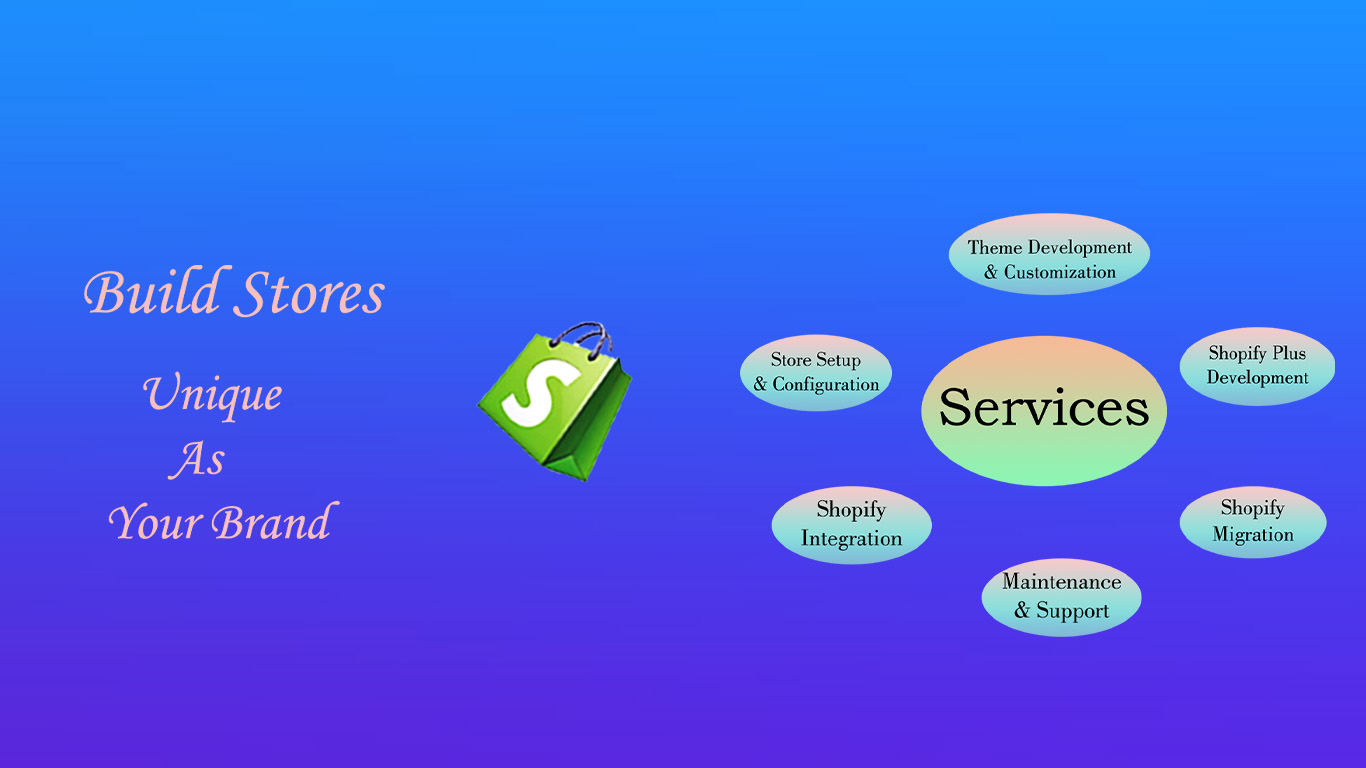 Build Stores
Unique
As
Your Brand
S
Theme Development
& Customization
Store Setup
& Configuration
Services
Shopify Plus
Development
Shopify
Integration
Shopify
Migration
Maintenance
& Support